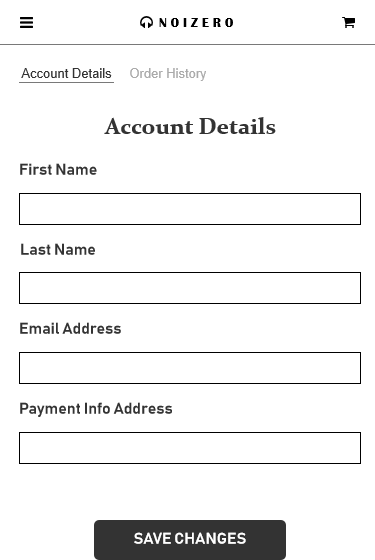 NOIZERO
Account Details Order History
Account Details
First Name
Last Name
Email Address
Payment Info Address
SAVE CHANGES